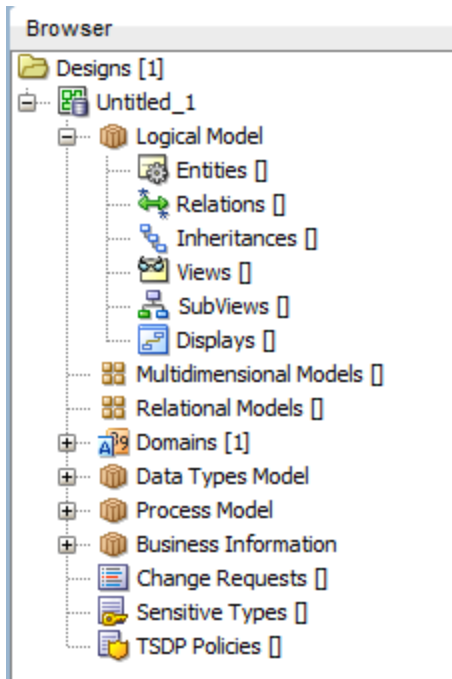 Browser
Designs [1]
Untitled_1
Logical Model
Entities []
Relations []
Inheritances []
Views []
SubViews []
Displays []
Multidimensional Models []
Relational Models []
Domains [1]
Data Types Model
Process Model
Business Information
Change Requests []
Sensitive Types []
TSDP Policies []